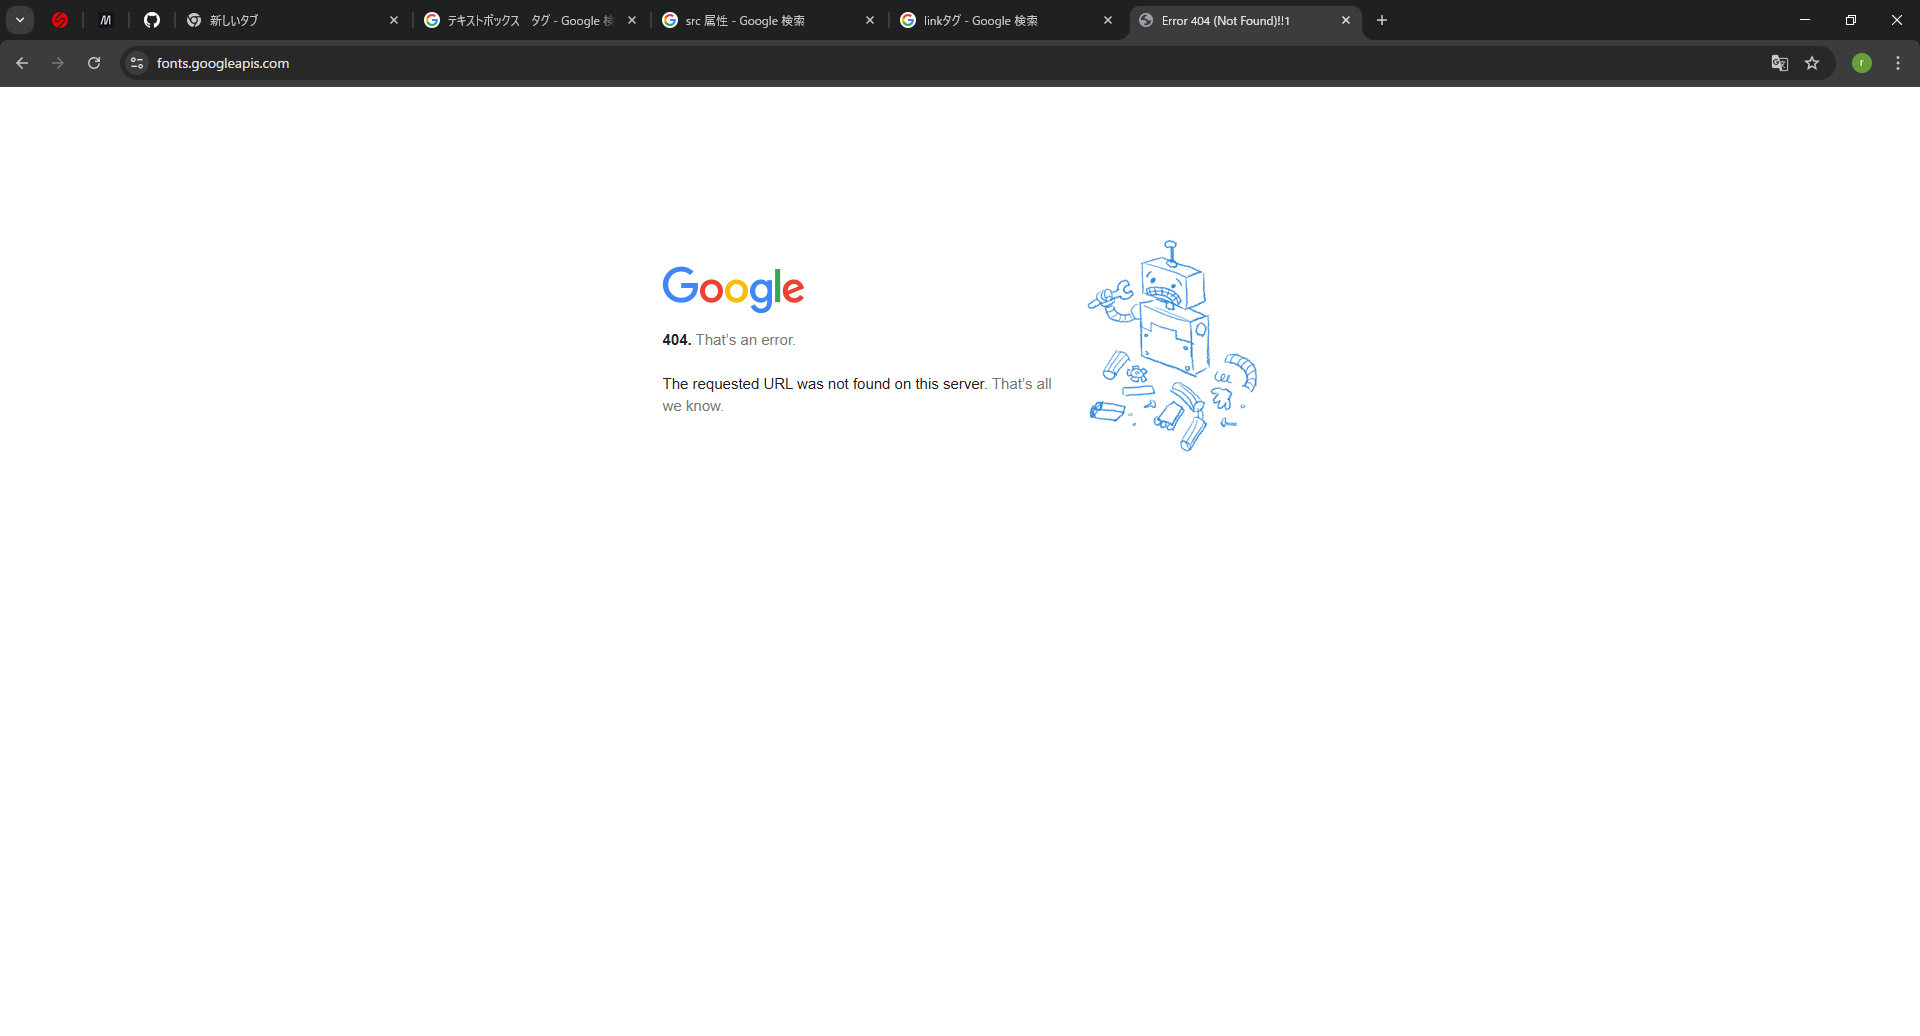 新しいタブ
テキストボックス　タグ - Google 検
src 属性 - Google 検索
linkタグ - Google 検索
Error 404 (Not Found)!!1
fonts.googleapis.com
r
Google
404. That’s an error.
The requested URL was not found on this server. That’s all
we know.